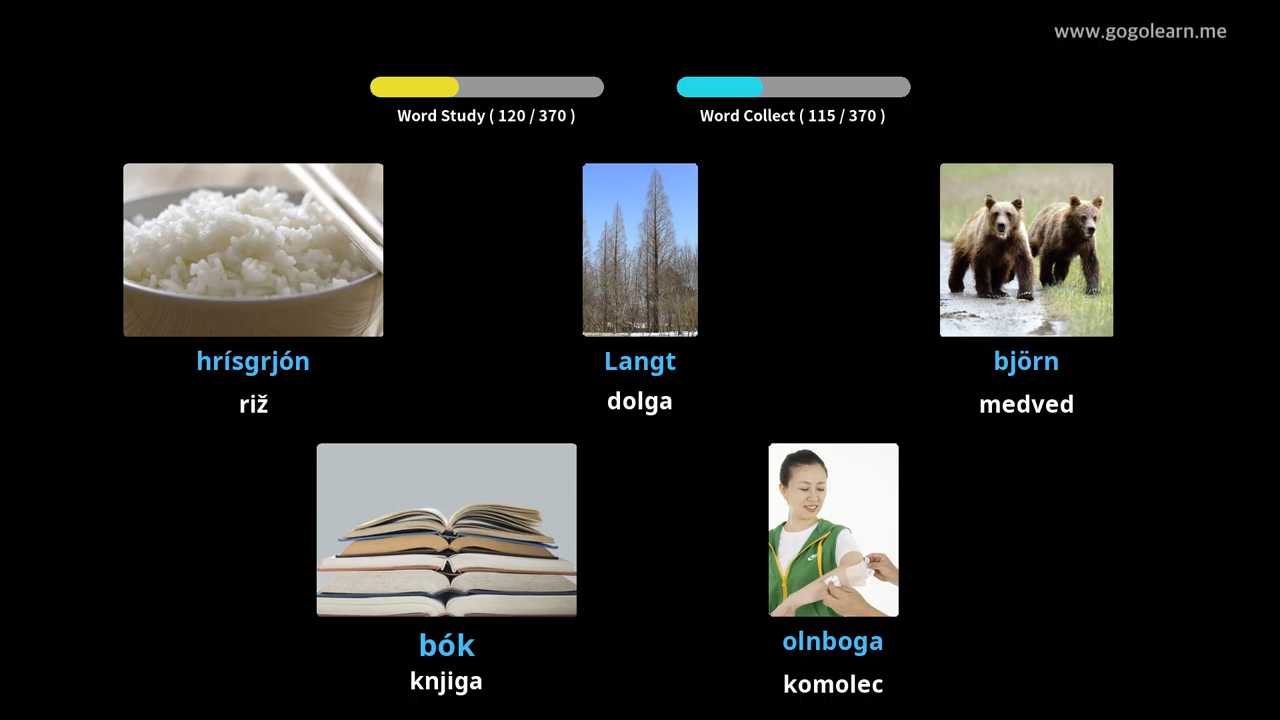 www.gogolearn.me
Word Study ( 120 / 370 )
Word Collect ( 115 / 370 )
hrísgrjón
riž
Langt
dolga
björn
medved
bók
knjiga
olnboga
komolec